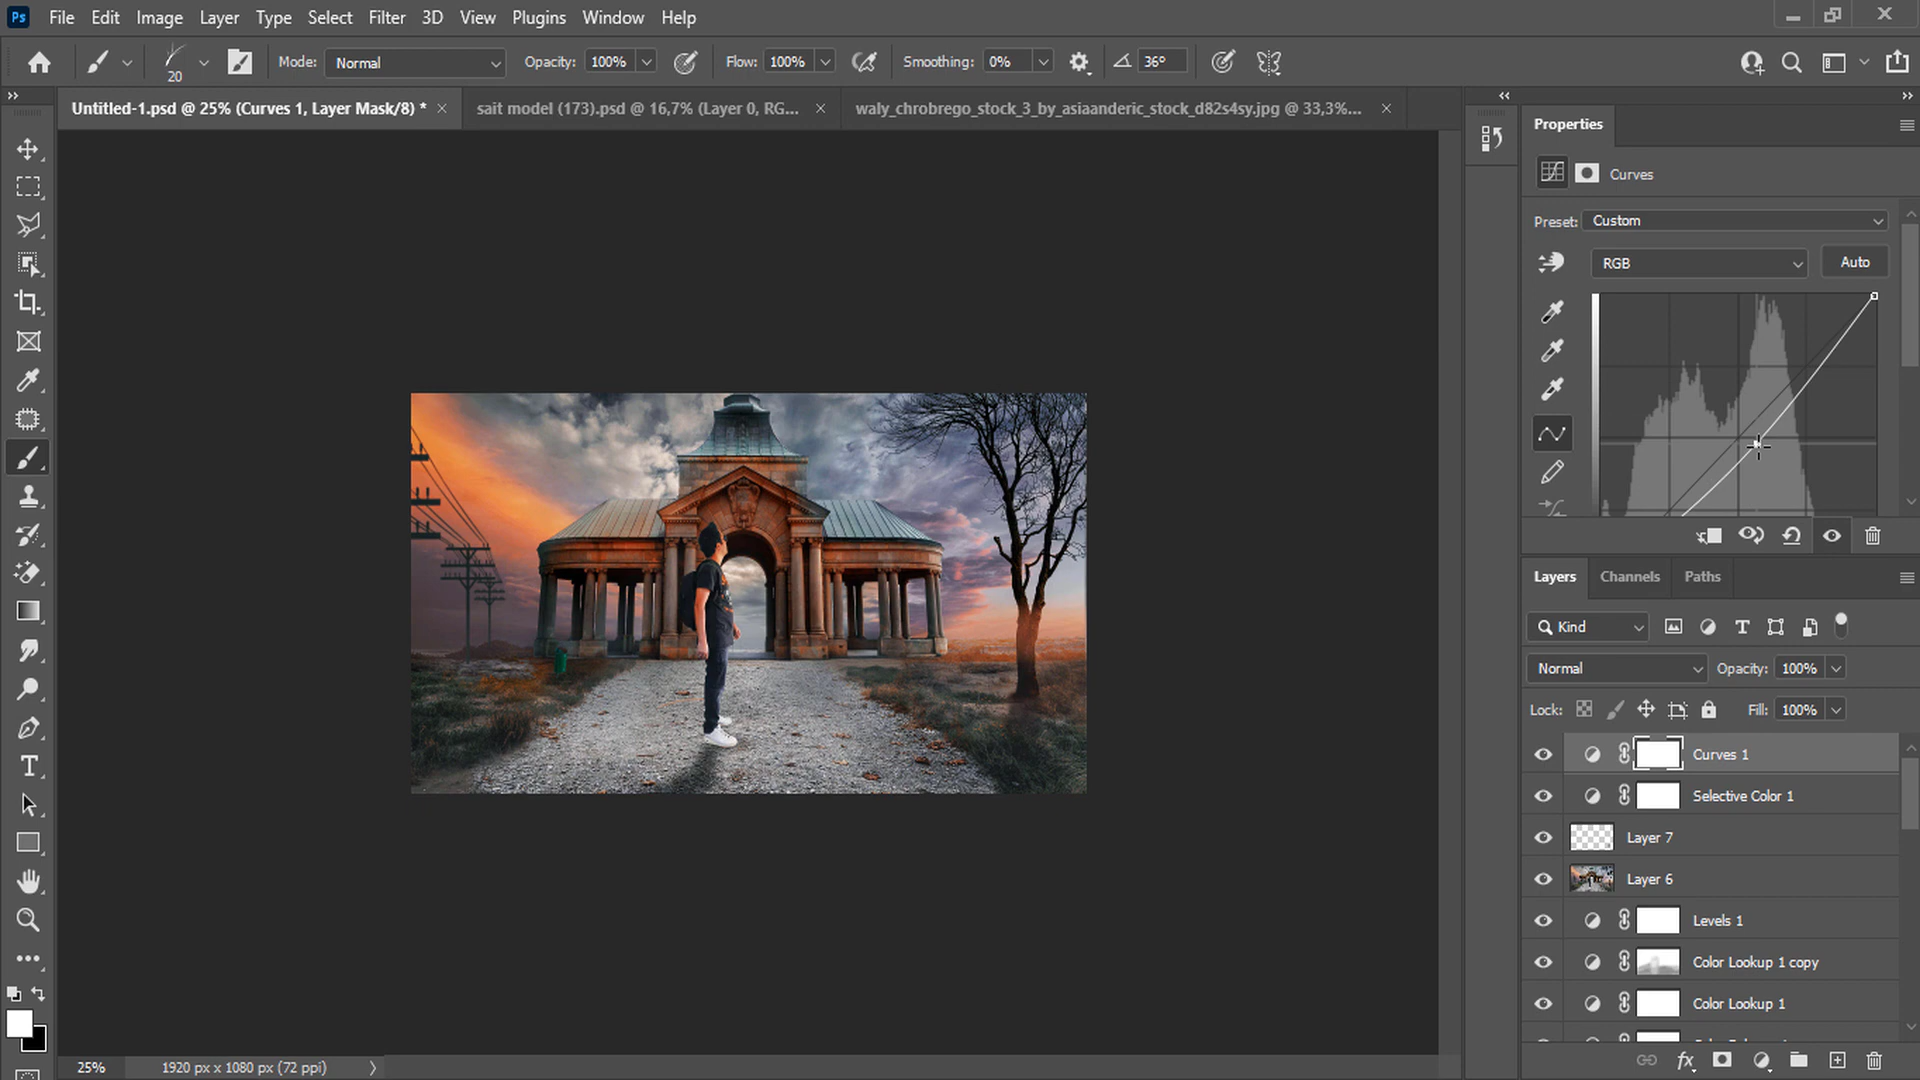 Ps File Edit Image Layer Type Select Filter 3D View Plugins Window Help
20 Mode: Normal Opacity: 100% Flow: 100% Smoothing: 0% 36°
Untitled-1.psd @ 25% (Curves 1, Layer Mask/8) * sait model (173).psd @ 16,7% (Layer 0, RG... waly_chrobrego_stock_3_by_asiaanderic_stock_d82s4sy.jpg @ 33,3%...
Properties
Curves
Preset: Custom
RGB Auto
Layers Channels Paths
Kind
Normal Opacity: 100%
Lock: Fill: 100%
Curves 1
Selective Color 1
Layer 7
Layer 6
Levels 1
Color Lookup 1 copy
Color Lookup 1
fx
25% 1920 px x 1080 px (72 ppi)